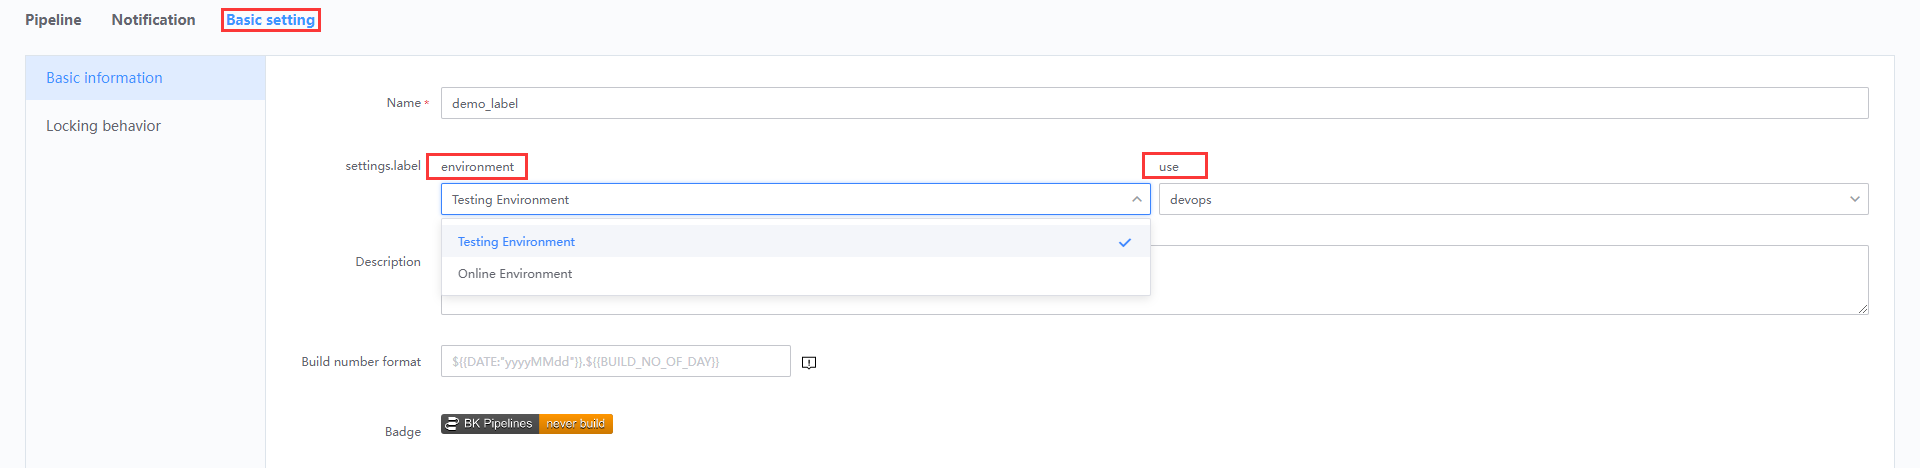 Pipeline Notification Basic setting
Basic information
Locking behavior
Name *
demo_label
settings.label
environment
use
Testing Environment
devops
Testing Environment
Online Environment
Description
Build number format
${{DATE:"yyyyMMdd"}}.${{BUILD_NO_OF_DAY}}
Badge
BK Pipelines never build